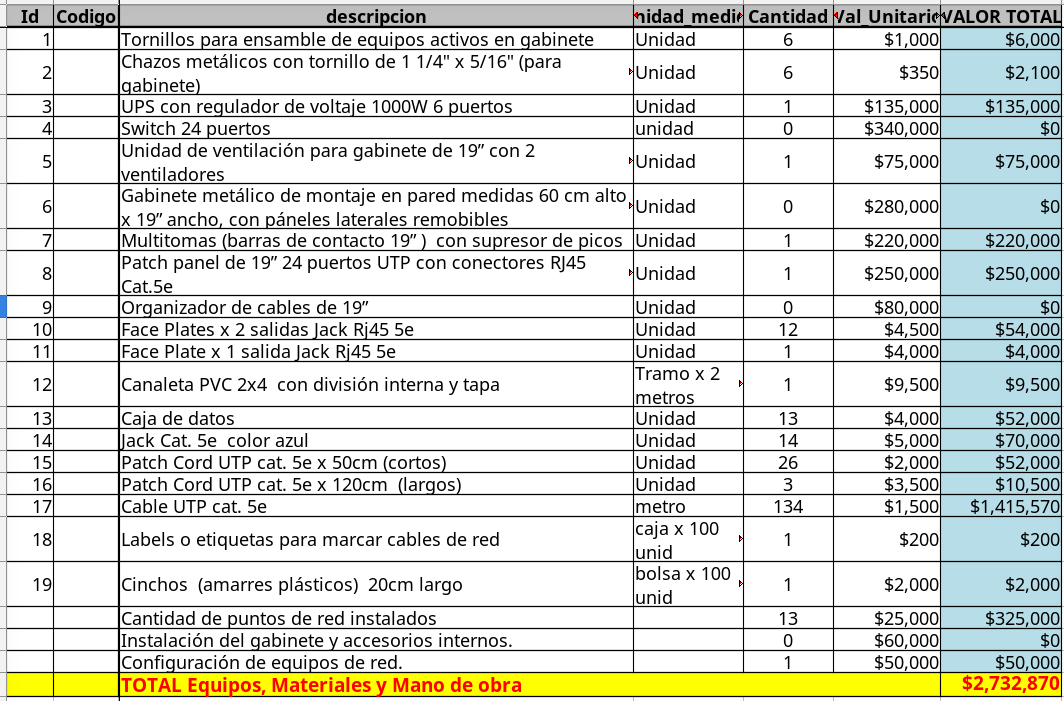 Id Codigo descripcion nidad_medi Cantidad Val_Unitario VALOR TOTAL
1 Tornillos para ensamble de equipos activos en gabinete Unidad 6 $1,000 $6,000
2 Chazos metálicos con tornillo de 1 1/4" x 5/16" (para
gabinete) Unidad 6 $350 $2,100
3 UPS con regulador de voltaje 1000W 6 puertos Unidad 1 $135,000 $135,000
4 Switch 24 puertos unidad 0 $340,000 $0
5 Unidad de ventilación para gabinete de 19” con 2
ventiladores Unidad 1 $75,000 $75,000
6 Gabinete metálico de montaje en pared medidas 60 cm alto
x 19” ancho, con páneles laterales remobibles Unidad 0 $280,000 $0
7 Multitomas (barras de contacto 19” ) con supresor de picos Unidad 1 $220,000 $220,000
8 Patch panel de 19” 24 puertos UTP con conectores RJ45
Cat.5e Unidad 1 $250,000 $250,000
9 Organizador de cables de 19” Unidad 0 $80,000 $0
10 Face Plates x 2 salidas Jack Rj45 5e Unidad 12 $4,500 $54,000
11 Face Plate x 1 salida Jack Rj45 5e Unidad 1 $4,000 $4,000
12 Canaleta PVC 2x4 con división interna y tapa Tramo x 2
metros 1 $9,500 $9,500
13 Caja de datos Unidad 13 $4,000 $52,000
14 Jack Cat. 5e color azul Unidad 14 $5,000 $70,000
15 Patch Cord UTP cat. 5e x 50cm (cortos) Unidad 26 $2,000 $52,000
16 Patch Cord UTP cat. 5e x 120cm (largos) Unidad 3 $3,500 $10,500
17 Cable UTP cat. 5e metro 134 $1,500 $1,415,570
18 Labels o etiquetas para marcar cables de red caja x 100
unid 1 $200 $200
19 Cinchos (amarres plásticos) 20cm largo bolsa x 100
unid 1 $2,000 $2,000
Cantidad de puntos de red instalados 13 $25,000 $325,000
Instalación del gabinete y accesorios internos. 0 $60,000 $0
Configuración de equipos de red. 1 $50,000 $50,000
TOTAL Equipos, Materiales y Mano de obra $2,732,870